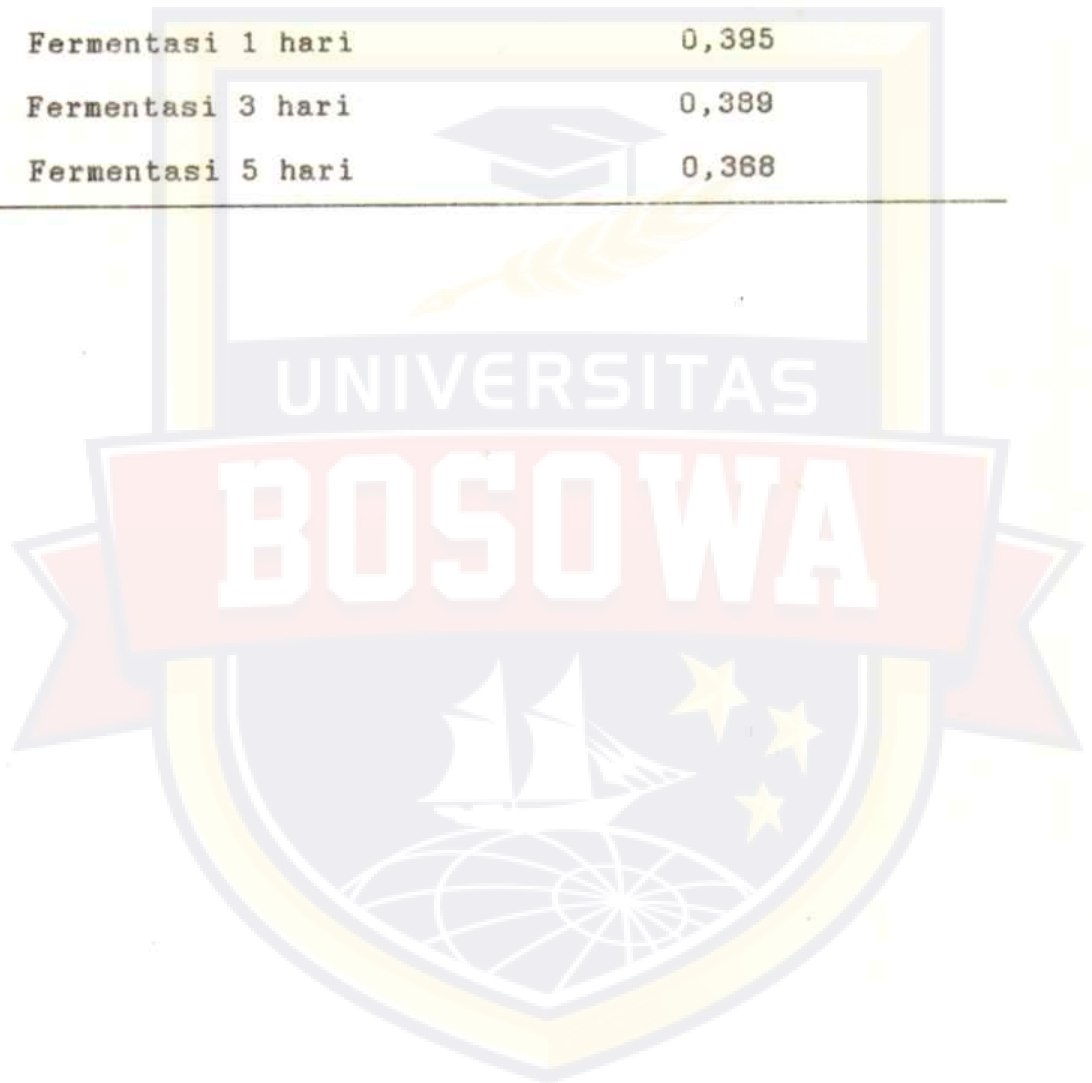 Fermentasi 1 hari 0,395
Fermentasi 3 hari 0,389
Fermentasi 5 hari 0,368
UNIVERSITAS
BOSOWA